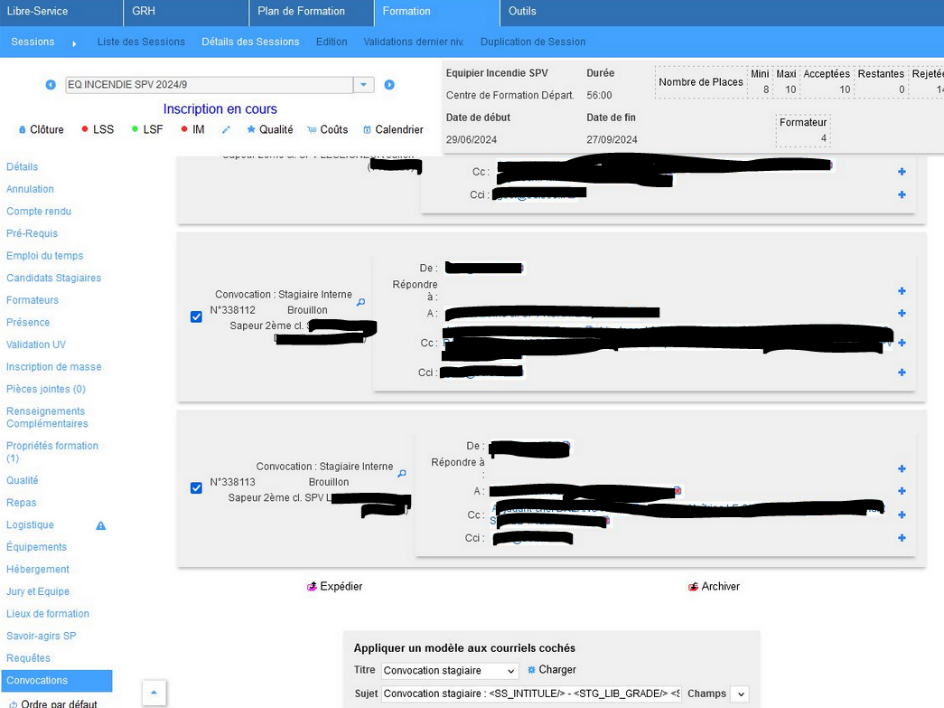 Libre-Service GRH Plan de Formation Formation Outils
Sessions Liste des Sessions Détails des Sessions Edition Validations dernier niv. Duplication de Session
EQ INCENDIE SPV 2024/9
Inscription en cours
Clôture LSS LSF IM Qualité Coûts Calendrier
Equipier Incendie SPV Durée
Centre de Formation Départ. 56:00
Date de début Date de fin
29/06/2024 27/09/2024
Nombre de Places Mini Maxi Acceptées Restantes Rejetée
8 10 10 0 14
Formateur
4
Détails
Annulation
Compte rendu
Pré-Requis
Emploi du temps
Candidats Stagiaires
Formateurs
Présence
Validation UV
Inscription de masse
Pièces jointes (0)
Renseignements
Complémentaires
Propriétés formation
(1)
Qualité
Repas
Logistique
Équipements
Hébergement
Jury et Equipe
Lieux de formation
Savoir-agirs SP
Requêtes
Convocations
Ordre par défaut
Cc :
Cci :
Convocation : Stagiaire Interne
N°338112 Brouillon
Sapeur 2ème cl.
De :
Répondre
à :
A :
Cc :
Cci :
Convocation : Stagiaire Interne
N°338113 Brouillon
Sapeur 2ème cl. SPV
De :
Répondre à
:
A :
Cc :
Cci :
Expédier Archiver
Appliquer un modèle aux courriels cochés
Titre Convocation stagiaire Charger
Sujet Convocation stagiaire : <SS_INTITULE/> - <STG_LIB_GRADE/> Champs